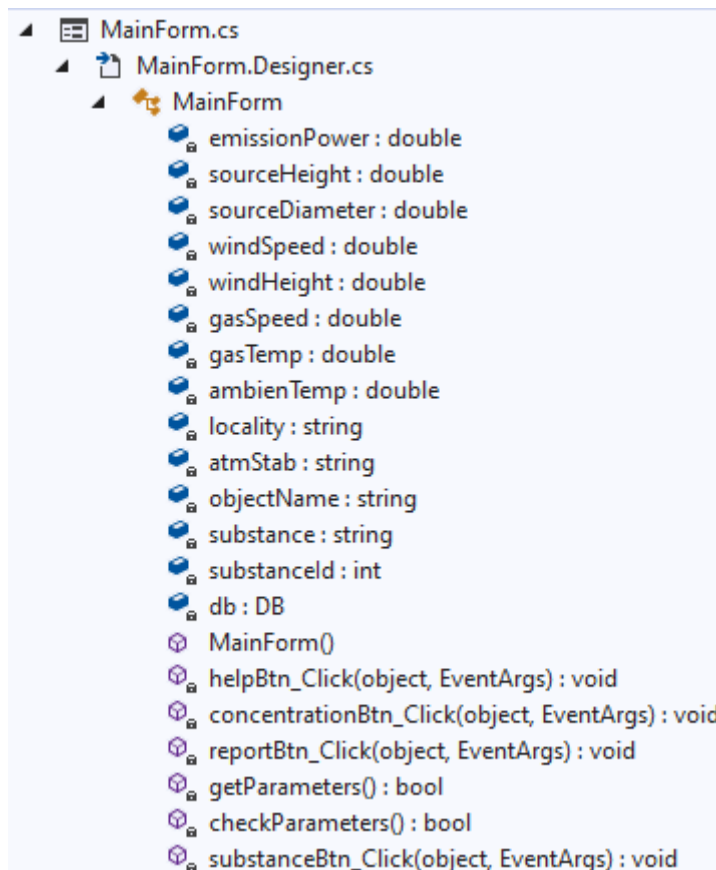 MainForm.cs
MainForm.Designer.cs
MainForm
emissionPower : double
sourceHeight : double
sourceDiameter : double
windSpeed : double
windHeight : double
gasSpeed : double
gasTemp : double
ambienTemp : double
locality : string
atmStab : string
objectName : string
substance : string
substanceId : int
db : DB
MainForm()
helpBtn_Click(object, EventArgs) : void
concentrationBtn_Click(object, EventArgs) : void
reportBtn_Click(object, EventArgs) : void
getParameters() : bool
checkParameters() : bool
substanceBtn_Click(object, EventArgs) : void